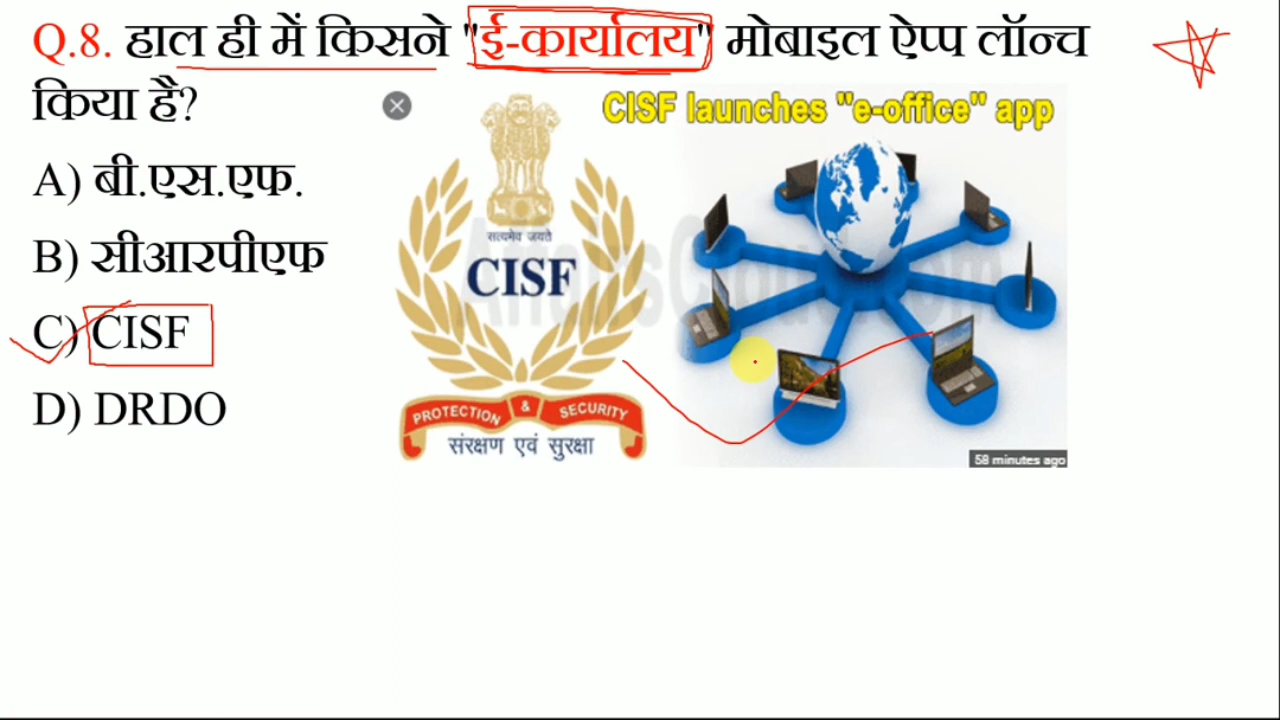 Q.8. हाल ही में किसने "ई-कार्यालय" मोबाइल ऐप्प लॉन्च
किया है?
CISF launches "e-office" app
A) बी.एस.एफ.
B) सीआरपीएफ
C) CISF
D) DRDO
सत्यमेव जयते
CISF
PROTECTION & SECURITY
संरक्षण एवं सुरक्षा
58 minutes ago